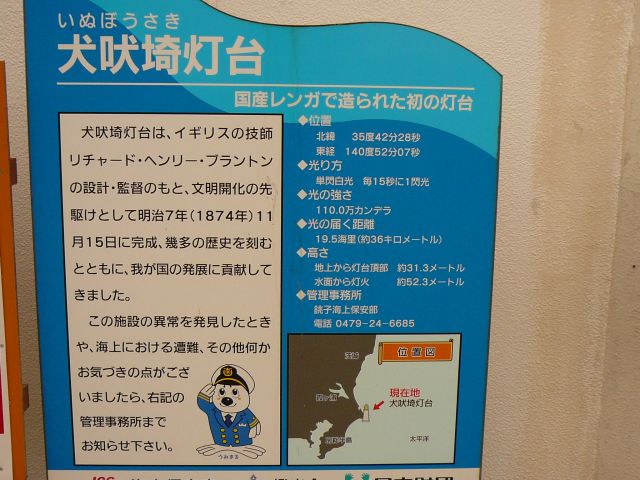 いぬぼうさき
犬吠埼灯台
国産レンガで造られた初の灯台
犬吠埼灯台は、イギリスの技師
リチャード・ヘンリー・ブラントン
の設計・監督のもと、文明開化の先
駆けとして明治7年(1874年)11
月15日に完成、幾多の歴史を刻む
とともに、我が国の発展に貢献して
きました。
この施設の異常を発見したとき
や、海上における遭難、その他何か
お気づきの点がござ
いましたら、右記の
管理事務所まで
お知らせ下さい。
うみまる
◆位置
北緯 35度42分28秒
東経 140度52分07秒
◆光り方
単閃白光 毎15秒に1閃光
◆光の強さ
110.0万カンデラ
◆光の届く距離
19.5海里(約36キロメートル)
◆高さ
地上から灯台頂部 約31.3メートル
水面から灯火 約52.3メートル
◆管理事務所
銚子海上保安部
電話 0479-24-6685
位置図
茨城
霞ヶ浦
現在地
犬吠埼灯台
房総半島
太平洋